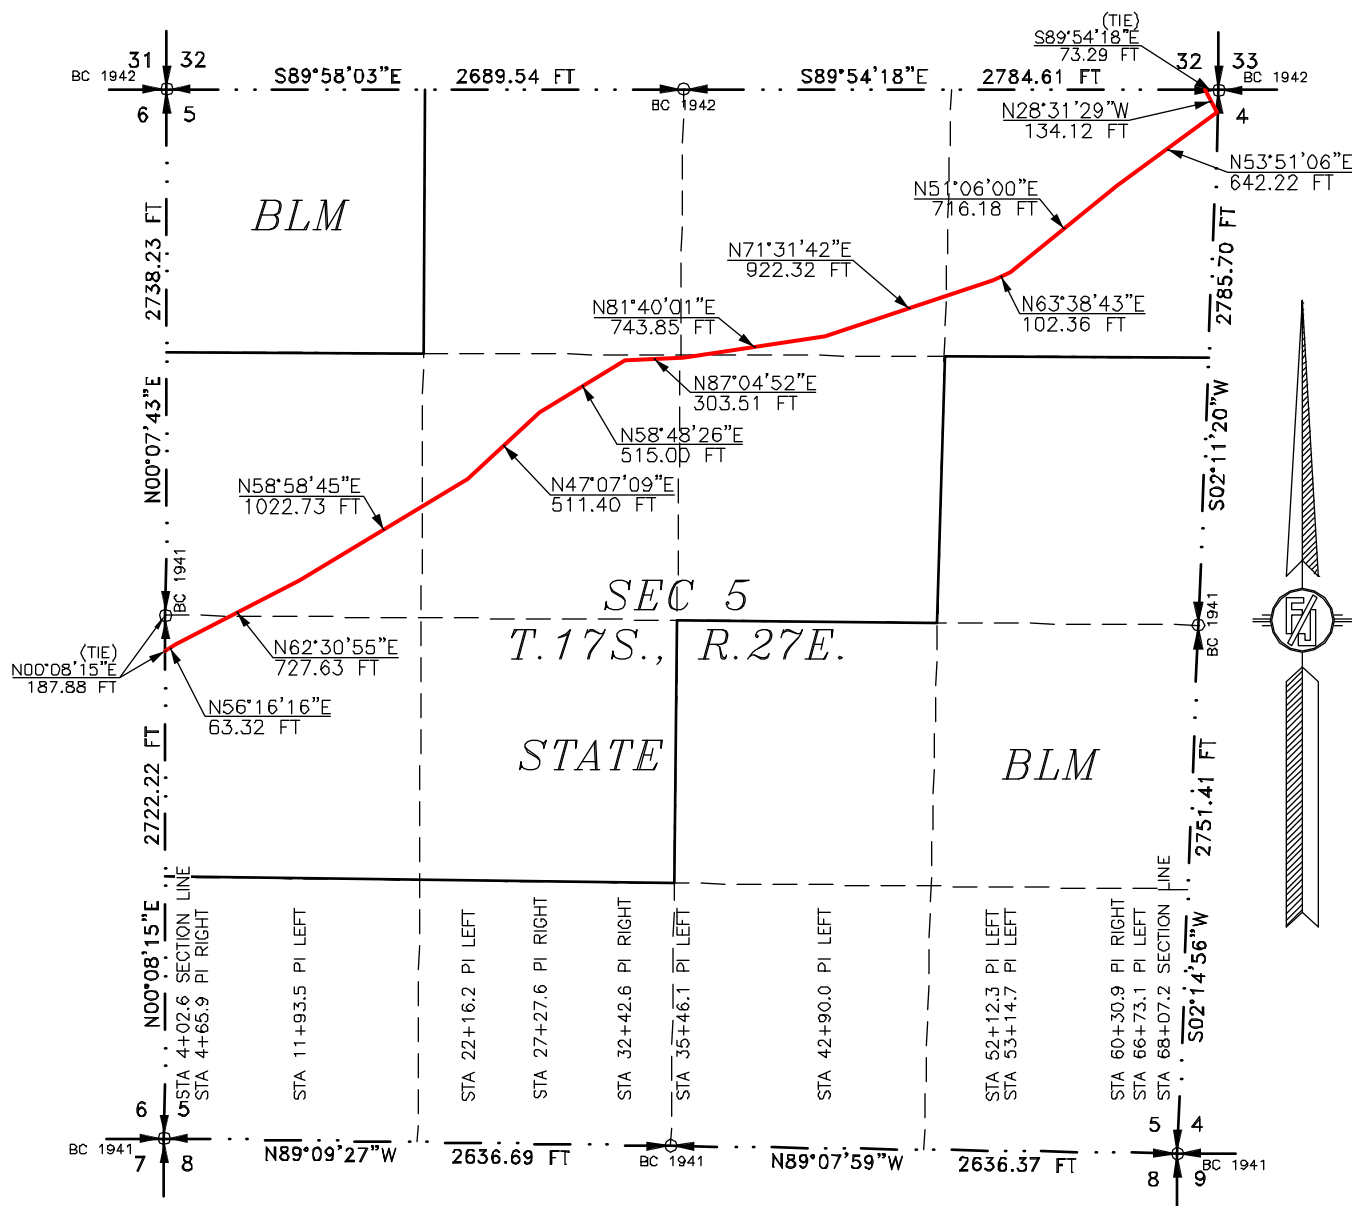 (TIE)
S89°54'18"E
73.29 FT
31 32
BC 1942
S89°58'03"E 2689.54 FT
S89°54'18"E 2784.61 FT
32 33
BC 1942
6 5
BC 1942
4
N28°31'29"W
134.12 FT
N53°51'06"E
642.22 FT
N51°06'00"E
716.18 FT
BLM
N71°31'42"E
922.32 FT
N00°07'43"E 2738.23 FT
S02°11'20"W 2785.70 FT
N81°40'01"E
743.85 FT
N63°38'43"E
102.36 FT
N87°04'52"E
303.51 FT
N58°48'26"E
515.00 FT
N47°07'09"E
511.40 FT
N58°58'45"E
1022.73 FT
BC 1941
SEC 5
T.17S., R.27E.
BC 1941
FJ
(TIE)
N00°08'15"E
187.88 FT
N62°30'55"E
727.63 FT
N56°16'16"E
63.32 FT
STATE
BLM
N00°08'15"E 2722.22 FT
S02°14'56"W 2751.41 FT
STA 4+02.6 SECTION LINE
STA 4+65.9 PI RIGHT
STA 11+93.5 PI LEFT
STA 22+16.2 PI LEFT
STA 27+27.6 PI RIGHT
STA 32+42.6 PI RIGHT
STA 35+46.1 PI LEFT
STA 42+90.0 PI LEFT
STA 52+12.3 PI LEFT
STA 53+14.7 PI LEFT
STA 60+30.9 PI RIGHT
STA 66+73.1 PI LEFT
STA 68+07.2 SECTION LINE
6 5
BC 1941
7 8
N89°09'27"W 2636.69 FT
BC 1941
N89°07'59"W 2636.37 FT
5 4
BC 1941
8 9